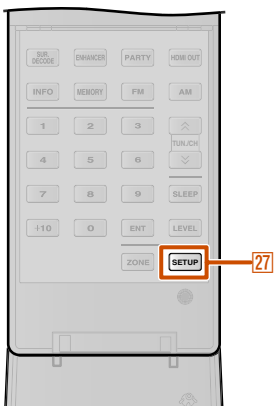 SUR. DECODE ENHANCER PARTY HDMI OUT
INFO MEMORY FM AM
1 2 3
TUN./CH
4 5 6
7 8 9 SLEEP
+10 0 ENT LEVEL
ZONE SETUP 27